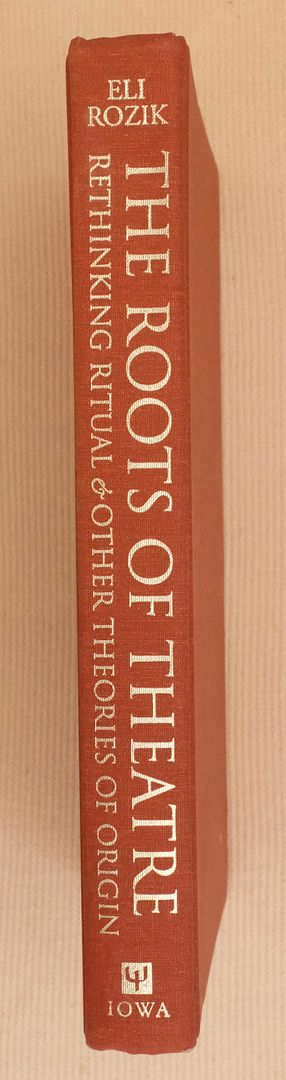 ELI
ROZIK
THE ROOTS OF THEATRE
RETHINKING RITUAL & OTHER THEORIES OF ORIGIN
IOWA